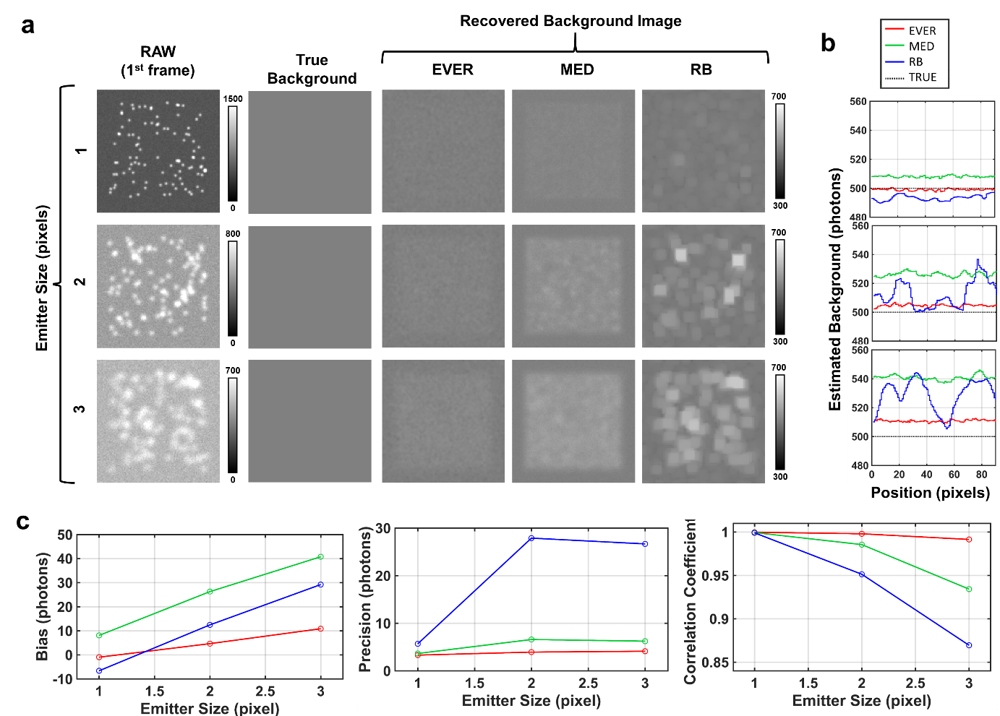 a
Recovered Background Image
RAW
(1st frame)
True
Background
EVER
MED
RB
Emitter Size (pixels)
1
1500
0
700
300
2
800
0
700
300
3
700
0
700
300
b
EVER
MED
RB
TRUE
Estimated Background (photons)
560
540
520
500
480
560
540
520
500
480
560
540
520
500
480
0
20
40
60
80
Position (pixels)
c
Bias (photons)
50
40
30
20
10
0
-10
1
1.5
2
2.5
3
Emitter Size (pixel)
Precision (photons)
30
20
10
0
1
1.5
2
2.5
3
Emitter Size (pixel)
Correlation Coefficient
1
0.95
0.9
0.85
1
1.5
2
2.5
3
Emitter Size (pixel)